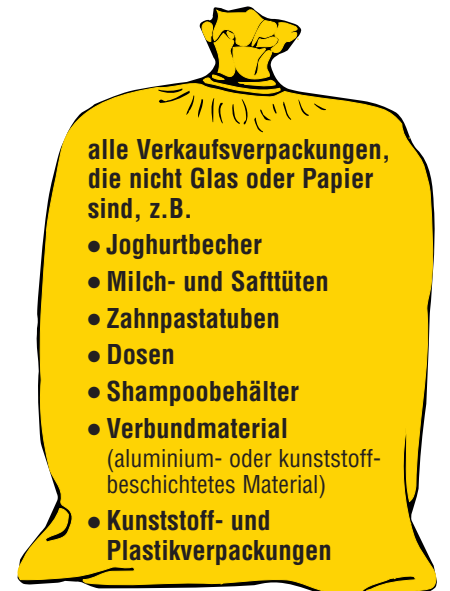 alle Verkaufsverpackungen,
die nicht Glas oder Papier
sind, z.B.
• Joghurtbecher
• Milch- und Safttüten
• Zahnpastatuben
• Dosen
• Shampoobehälter
• Verbundmaterial
(aluminium- oder kunststoff-
beschichtetes Material)
• Kunststoff- und
Plastikverpackungen